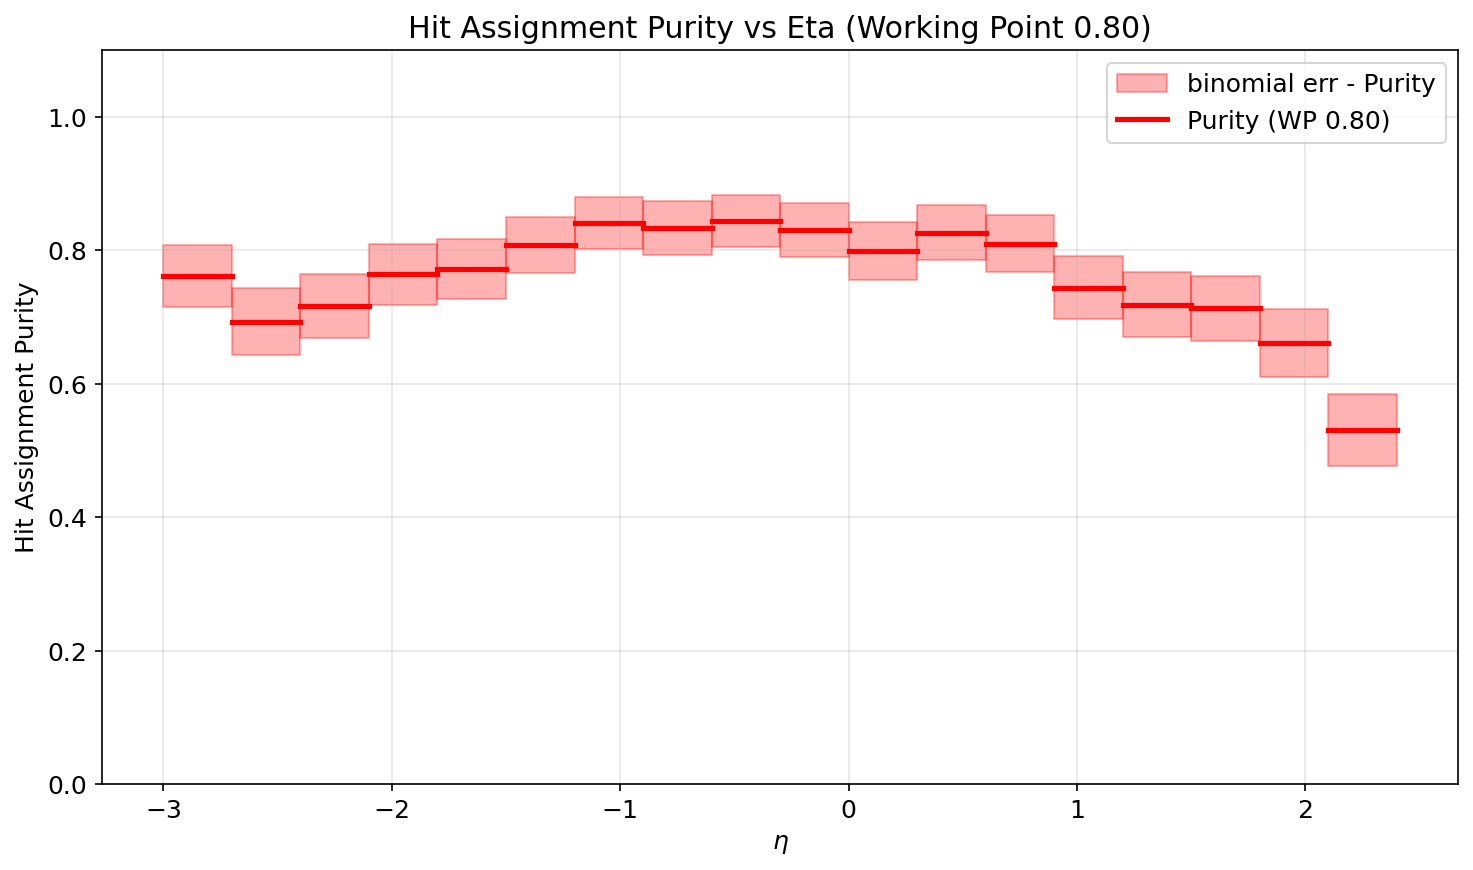 Hit Assignment Purity vs Eta (Working Point 0.80)
binomial err - Purity
Purity (WP 0.80)
Hit Assignment Purity
1.0
0.8
0.6
0.4
0.2
0.0
−3 −2 −1 0 1 2
η